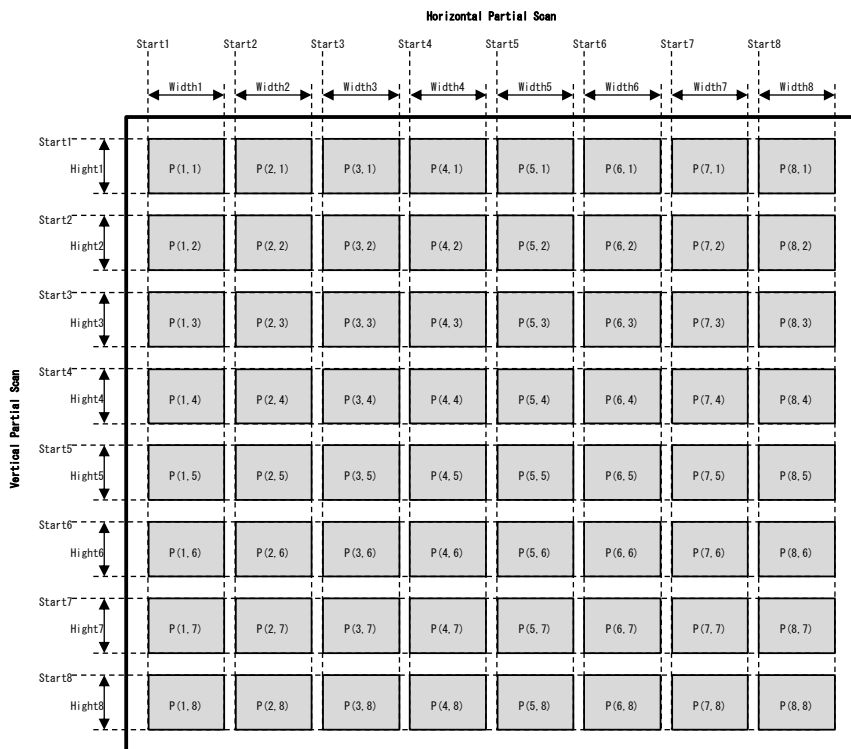 Horizontal Partial Scan
Start1 Start2 Start3 Start4 Start5 Start6 Start7 Start8
Width1 Width2 Width3 Width4 Width5 Width6 Width7 Width8
Vertical Partial Scan
Start1
Hight1 P(1,1) P(2,1) P(3,1) P(4,1) P(5,1) P(6,1) P(7,1) P(8,1)
Start2
Hight2 P(1,2) P(2,2) P(3,2) P(4,2) P(5,2) P(6,2) P(7,2) P(8,2)
Start3
Hight3 P(1,3) P(2,3) P(3,3) P(4,3) P(5,3) P(6,3) P(7,3) P(8,3)
Start4
Hight4 P(1,4) P(2,4) P(3,4) P(4,4) P(5,4) P(6,4) P(7,4) P(8,4)
Start5
Hight5 P(1,5) P(2,5) P(3,5) P(4,5) P(5,5) P(6,5) P(7,5) P(8,5)
Start6
Hight6 P(1,6) P(2,6) P(3,6) P(4,6) P(5,6) P(6,6) P(7,6) P(8,6)
Start7
Hight7 P(1,7) P(2,7) P(3,7) P(4,7) P(5,7) P(6,7) P(7,7) P(8,7)
Start8
Hight8 P(1,8) P(2,8) P(3,8) P(4,8) P(5,8) P(6,8) P(7,8) P(8,8)